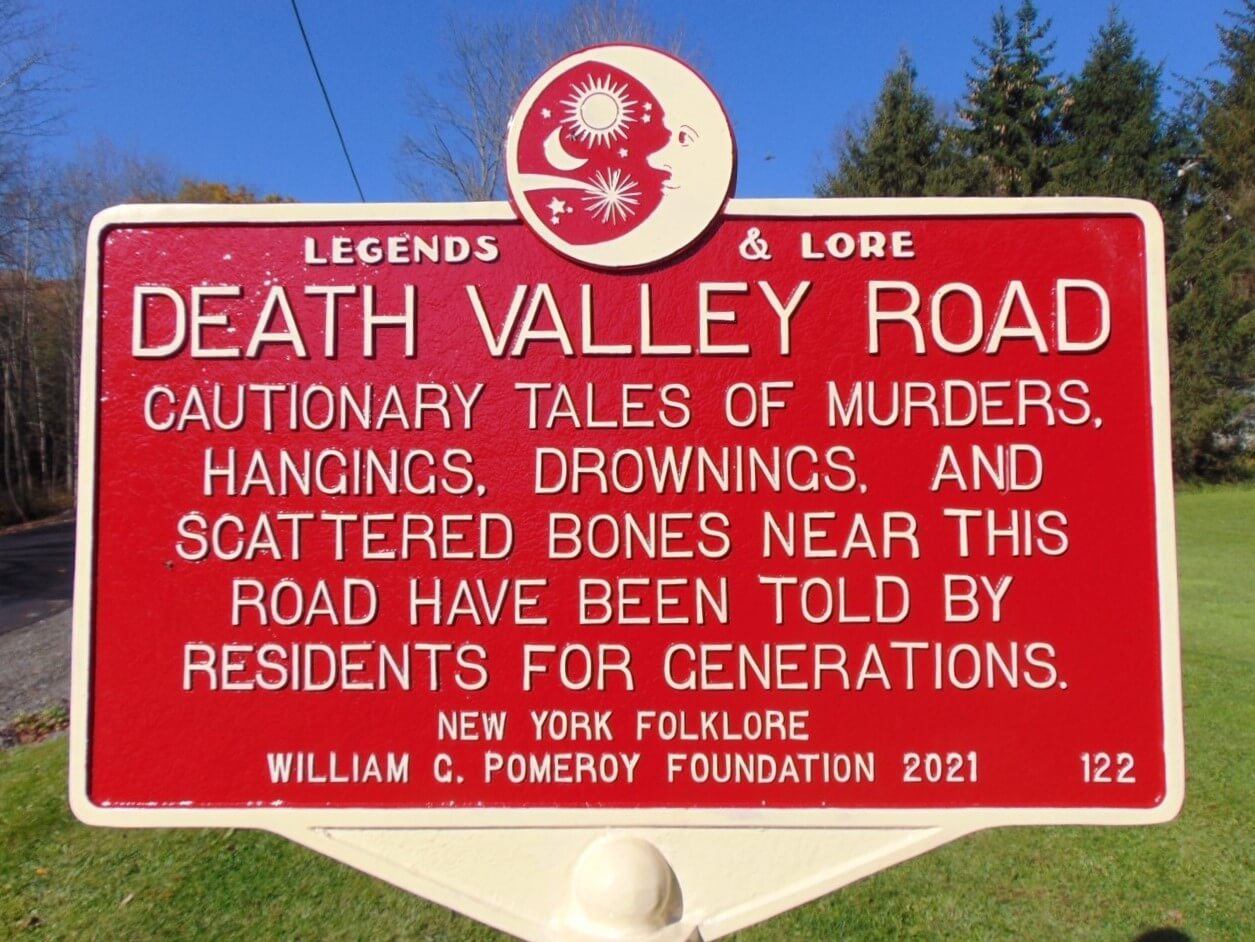 LEGENDS & LORE
DEATH VALLEY ROAD
CAUTIONARY TALES OF MURDERS,
HANGINGS, DROWNINGS, AND
SCATTERED BONES NEAR THIS
ROAD HAVE BEEN TOLD BY
RESIDENTS FOR GENERATIONS.
NEW YORK FOLKLORE
WILLIAM G. POMEROY FOUNDATION 2021 122